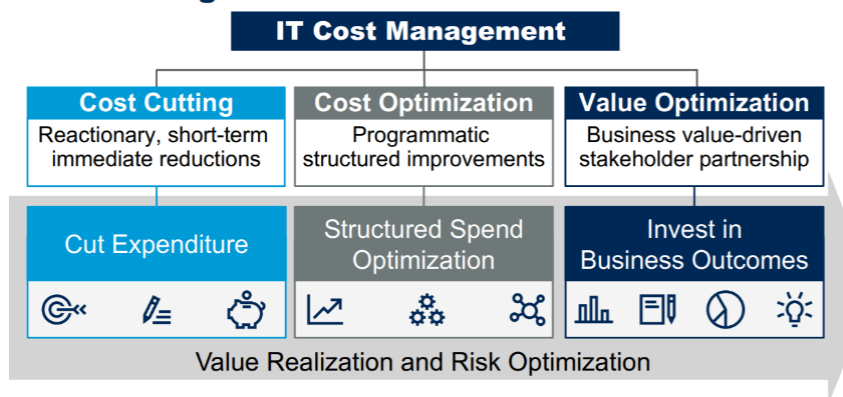 IT Cost Management
Cost Cutting
Reactionary, short-term
immediate reductions
Cost Optimization
Programmatic
structured improvements
Value Optimization
Business value-driven
stakeholder partnership
Cut Expenditure
Structured Spend
Optimization
Invest in
Business Outcomes
Value Realization and Risk Optimization